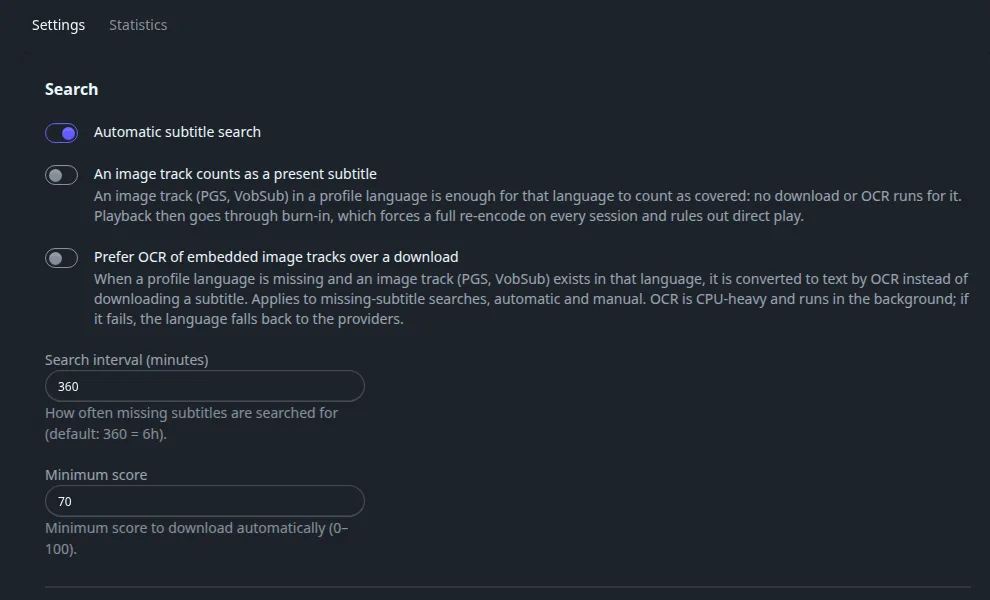 Settings Statistics
Search
Automatic subtitle search
An image track counts as a present subtitle
An image track (PGS, VobSub) in a profile language is enough for that language to count as covered: no download or OCR runs for it.
Playback then goes through burn-in, which forces a full re-encode on every session and rules out direct play.
Prefer OCR of embedded image tracks over a download
When a profile language is missing and an image track (PGS, VobSub) exists in that language, it is converted to text by OCR instead of
downloading a subtitle. Applies to missing-subtitle searches, automatic and manual. OCR is CPU-heavy and runs in the background; if
it fails, the language falls back to the providers.
Search interval (minutes)
360
How often missing subtitles are searched for
(default: 360 = 6h).
Minimum score
70
Minimum score to download automatically (0–
100).